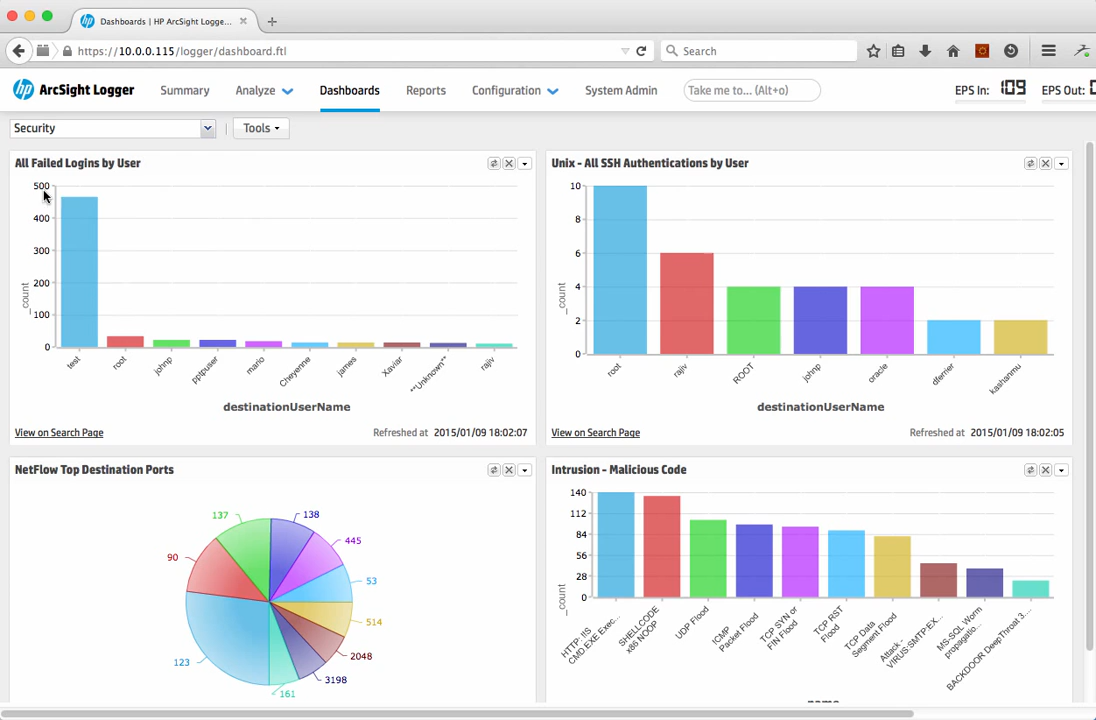 Dashboards | HP ArcSight Logge...
https://10.0.0.115/logger/dashboard.ftl
Search
hp ArcSight Logger
Summary
Analyze
Dashboards
Reports
Configuration
System Admin
Take me to... (Alt+o)
EPS In: 109
EPS Out:
Security
Tools
All Failed Logins by User
500
400
300
200
100
0
_count
test
root
johnp
pptpuser
mario
Cheyenne
james
Xaviar
**Unknown**
rajiv
destinationUserName
View on Search Page
Refreshed at 2015/01/09 18:02:07
Unix - All SSH Authentications by User
10
8
6
4
2
0
_count
root
rajiv
ROOT
johnp
oracle
dferrier
kashanmu
destinationUserName
View on Search Page
Refreshed at 2015/01/09 18:02:05
NetFlow Top Destination Ports
137
138
445
53
514
2048
3198
161
123
90
Intrusion - Malicious Code
140
112
84
56
28
0
_count
HTTP: IIS
CMD.EXE Exec...
SHELLCODE
x86 NOOP
UDP Flood
ICMP
Packet Flood
TCP SYN or
FIN Flood
TCP RST
Flood
TCP Data
Segment Flood
Attack -
VIRUS:SMTP-EX...
MS-SQL Worm
propagatio...
BACKDOOR DeepThroat 3....
name